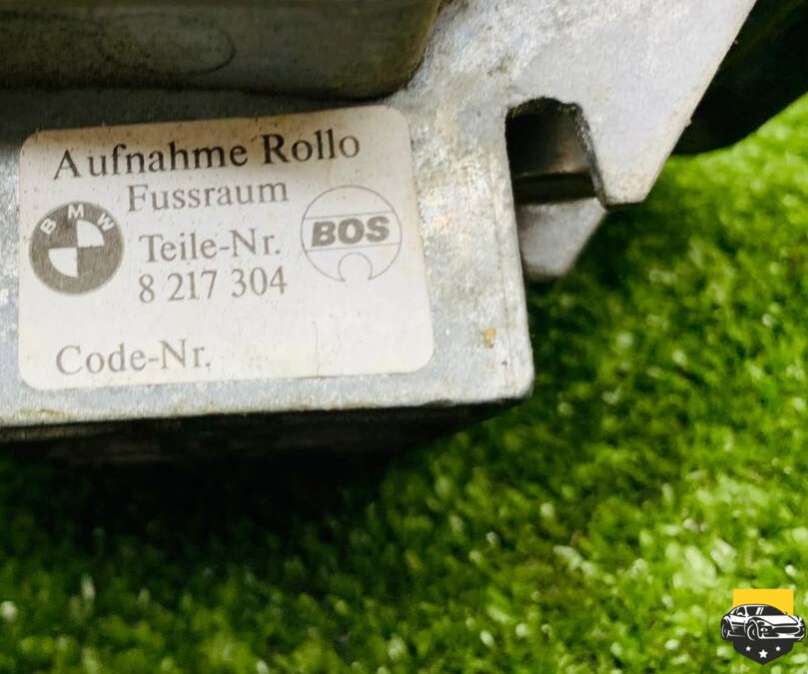 Aufnahme Rollo
Fussraum
BMW
BOS
Teile-Nr.
8 217 304
Code-Nr.